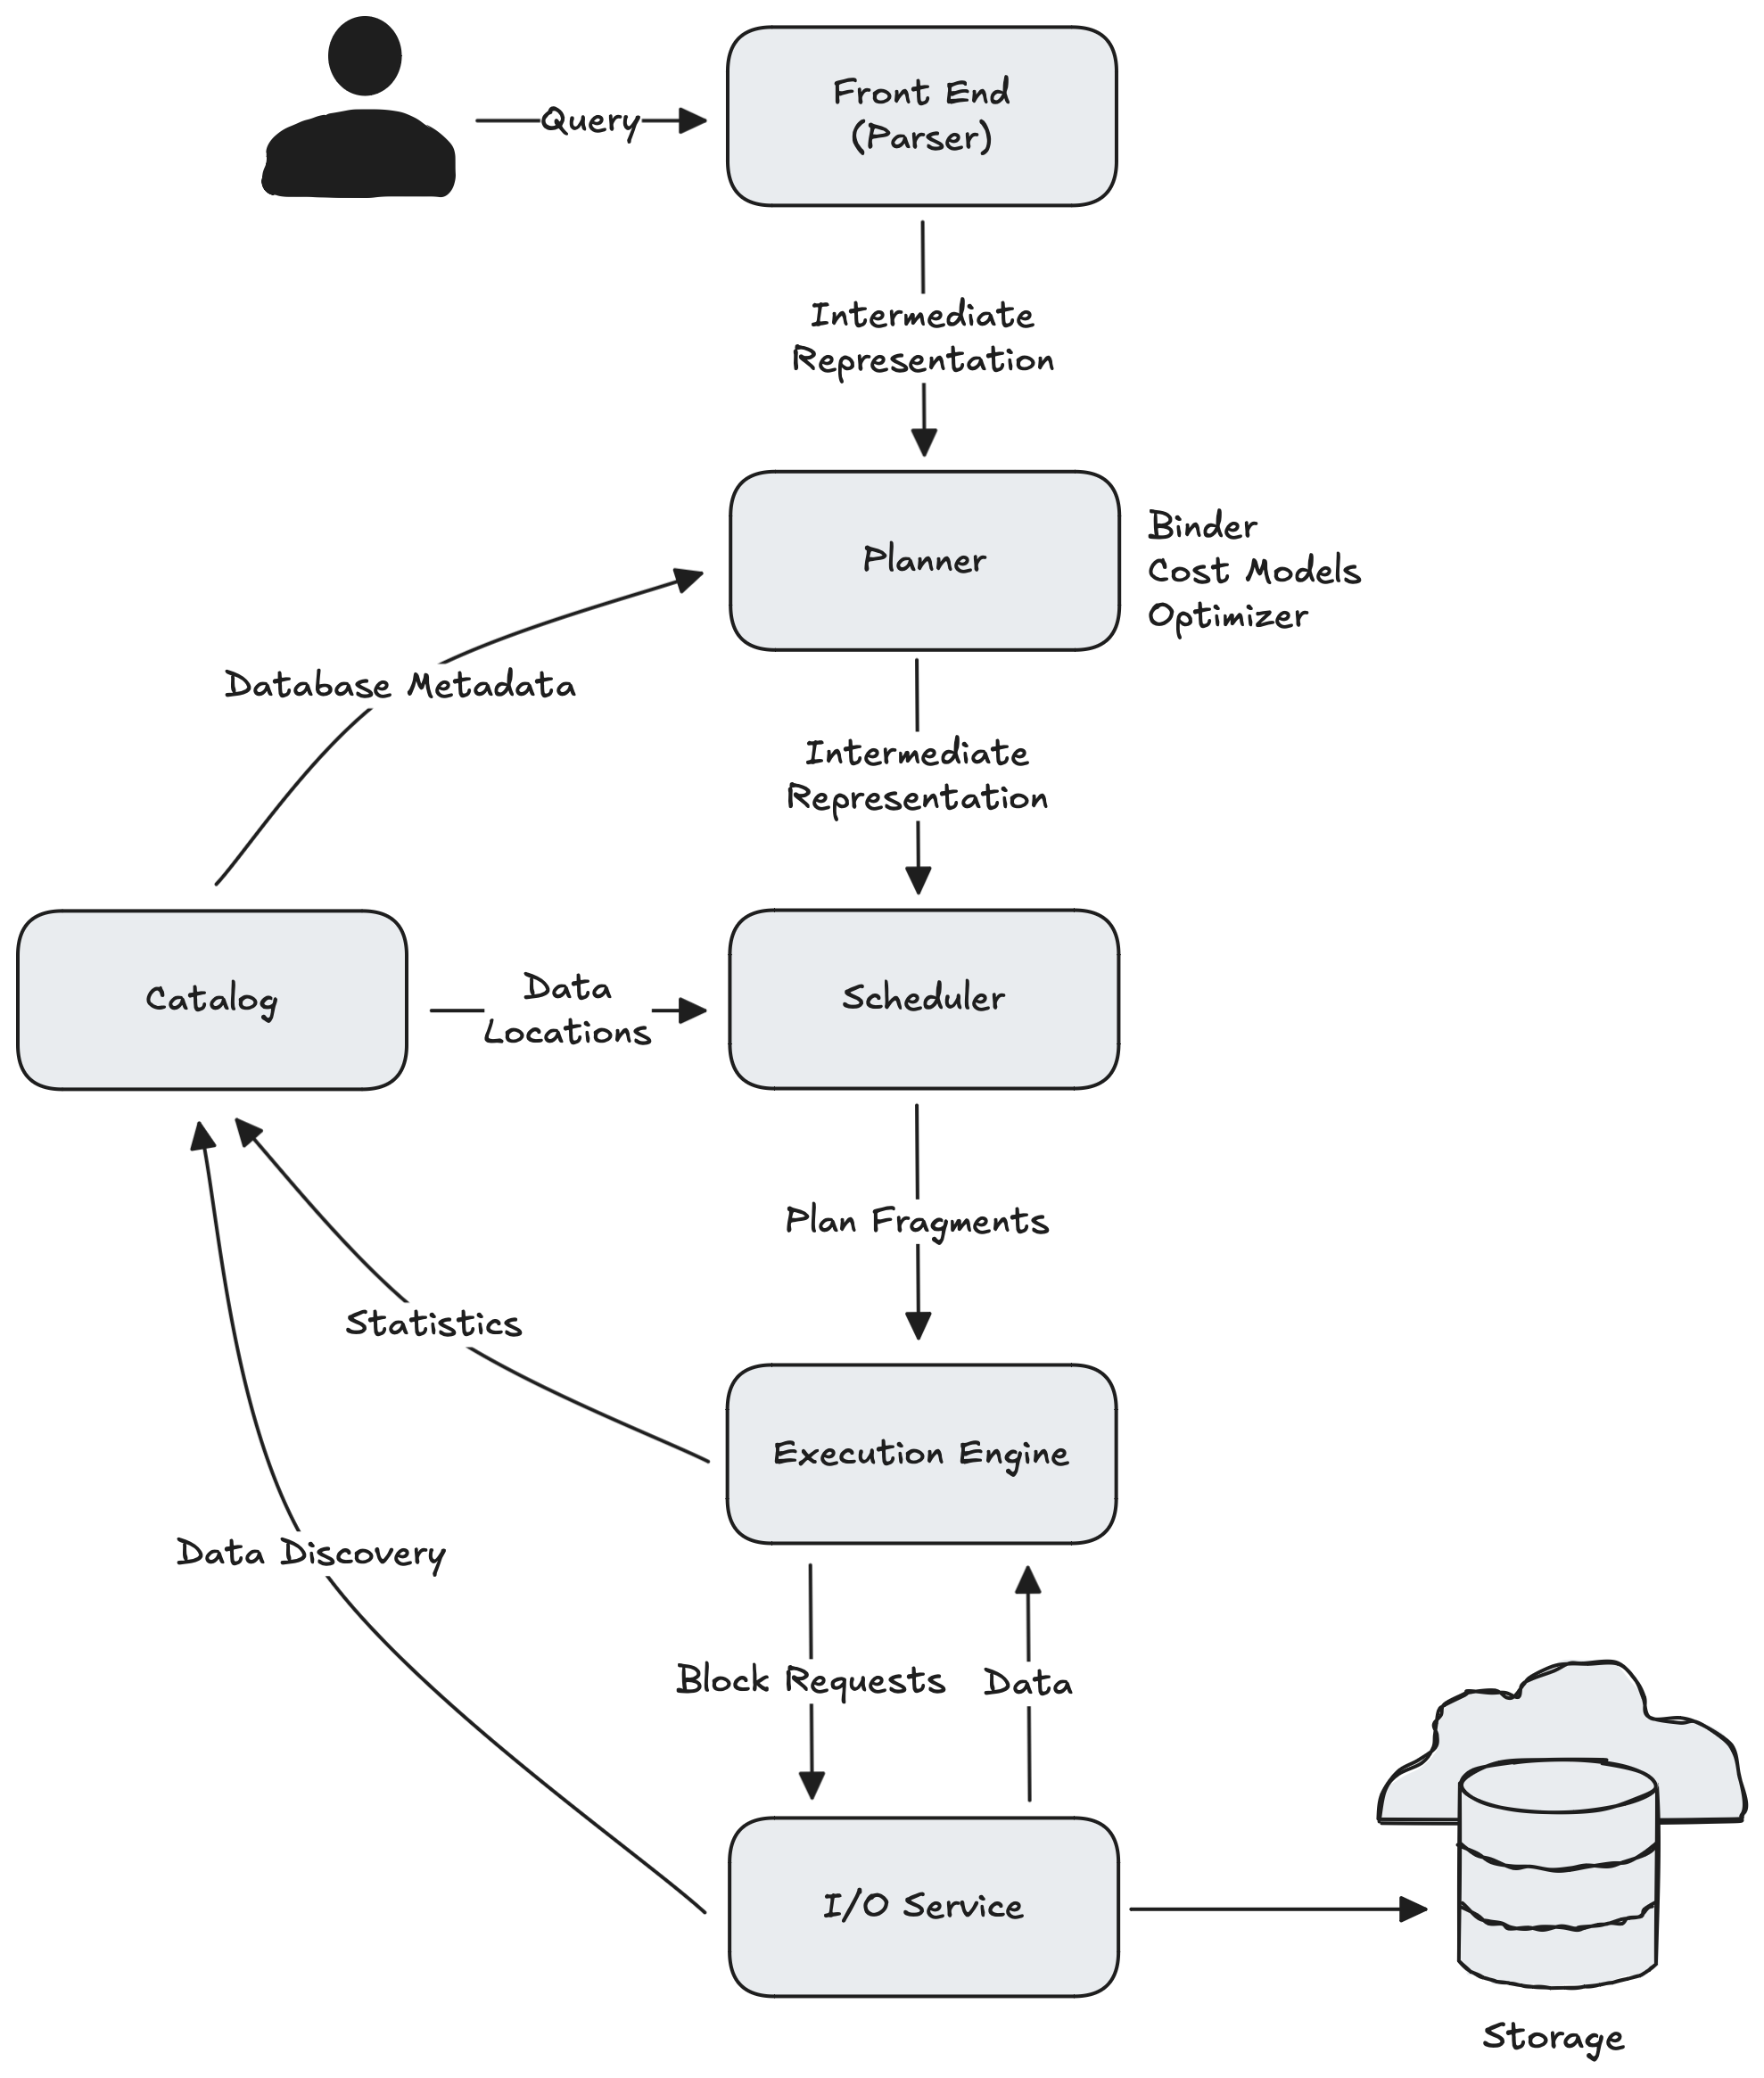 Query
Front End
(Parser)
Intermediate
Representation
Planner
Binder
Cost Models
Optimizer
Database Metadata
Intermediate
Representation
Catalog
Data
Locations
Scheduler
Plan Fragments
Statistics
Execution Engine
Data Discovery
Block Requests
Data
I/O Service
Storage